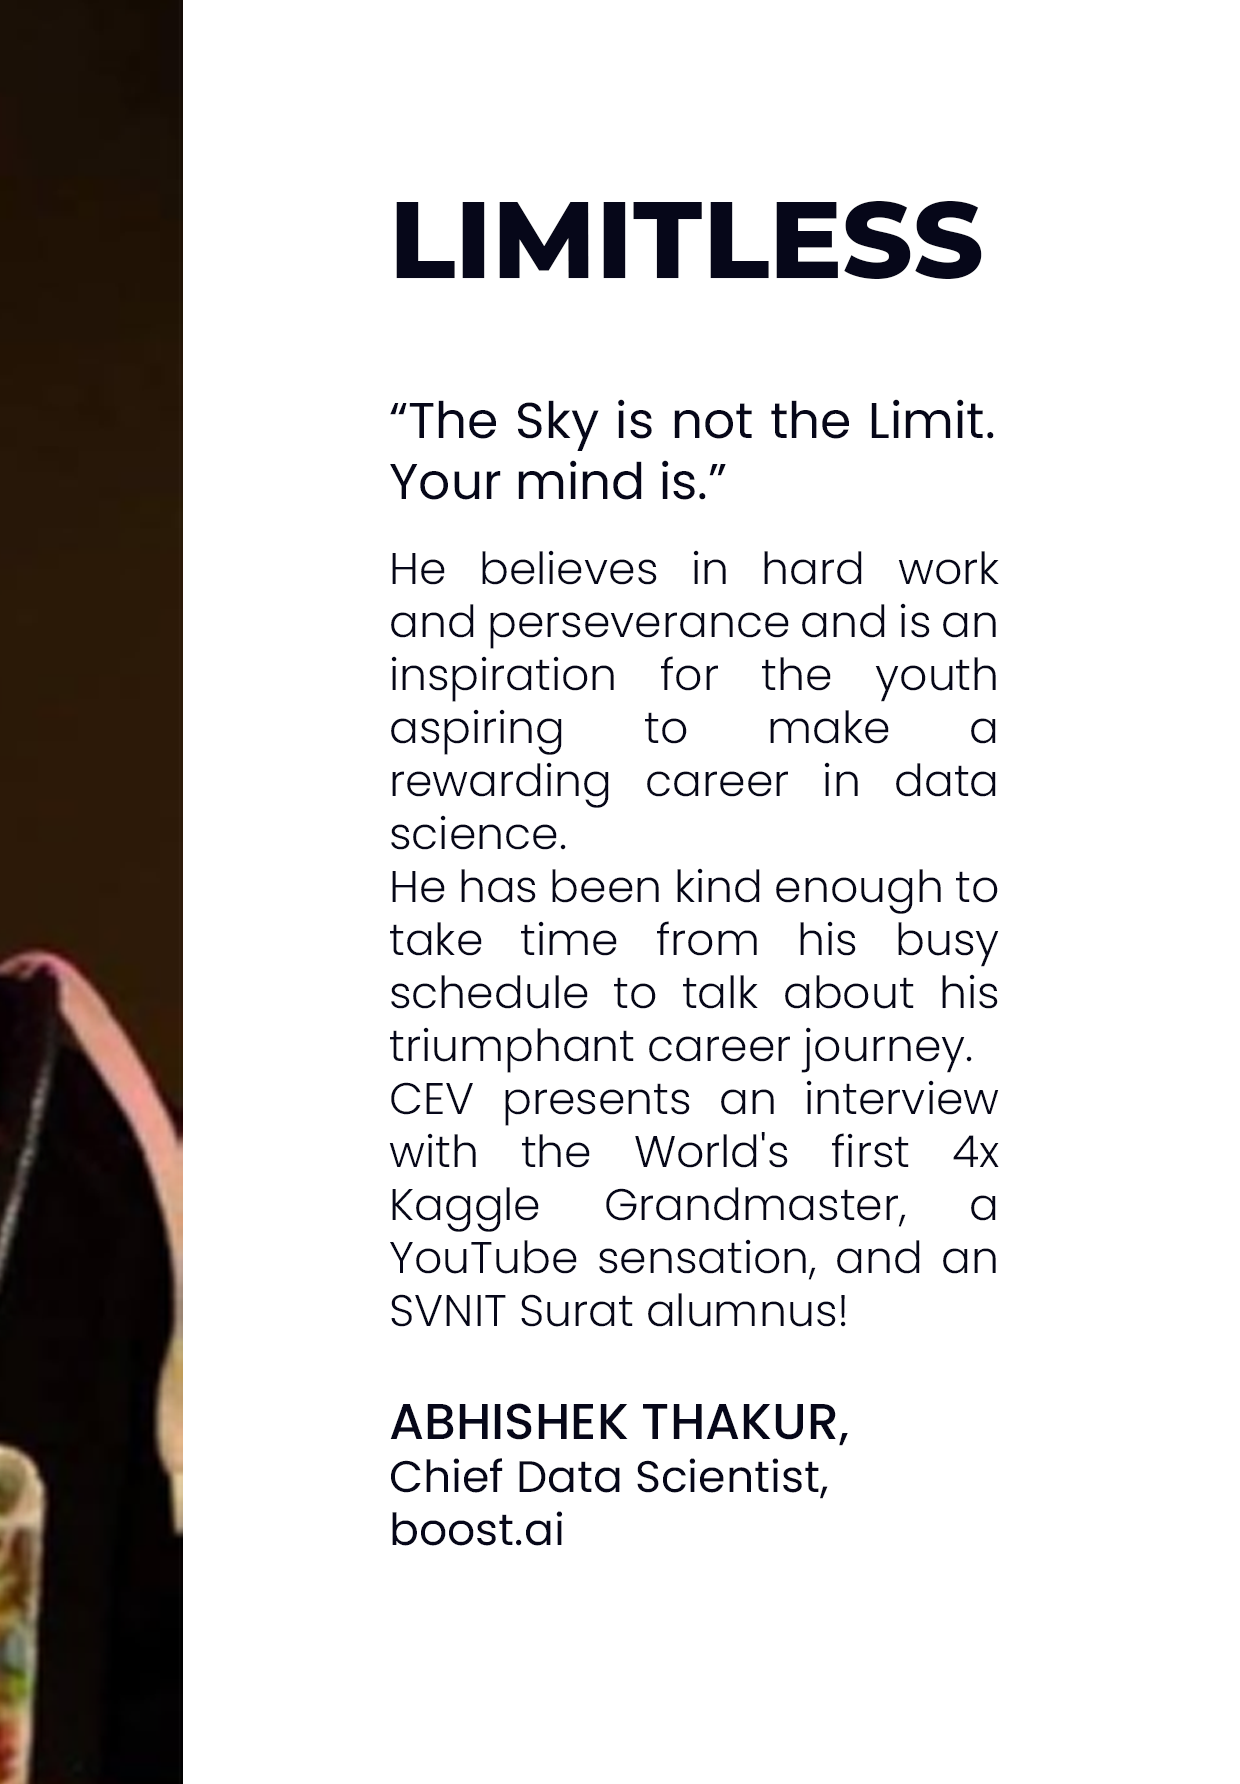 LIMITLESS
“The Sky is not the Limit.
Your mind is.”
He believes in hard work
and perseverance and is an
inspiration for the youth
aspiring to make a
rewarding career in data
science.
He has been kind enough to
take time from his busy
schedule to talk about his
triumphant career journey.
CEV presents an interview
with the World's first 4x
Kaggle Grandmaster, a
YouTube sensation, and an
SVNIT Surat alumnus!
ABHISHEK THAKUR,
Chief Data Scientist,
boost.ai